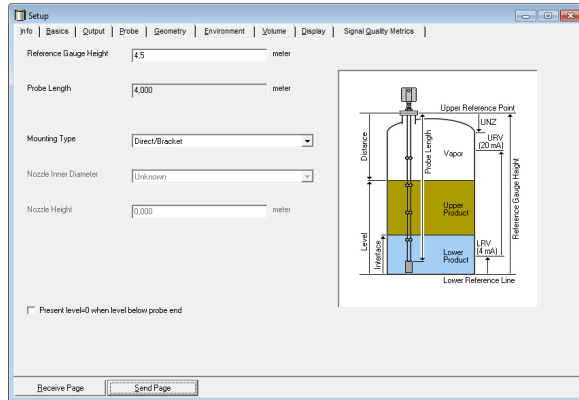 Setup
Info Basics Output Probe Geometry Environment Volume Display Signal Quality Metrics
Reference Gauge Height 4,5 meter
Probe Length 4,000 meter
Mounting Type Direct/Bracket
Nozzle Inner Diameter Unknown
Nozzle Height 0,000 meter
Present level=0 when level below probe end
Upper Reference Point
UNZ
URV
(20 mA)
Distance
Probe Length
Vapor
Reference Gauge Height
Upper
Product
Level
Interface
Lower
Product
LRV
(4 mA)
Lower Reference Line
Receive Page Send Page